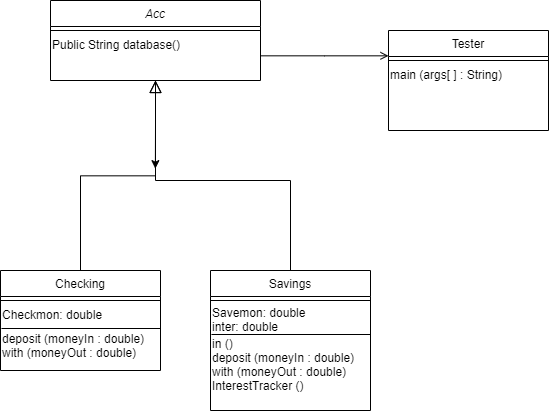 Acc
Public String database()
Tester
main (args[ ] : String)
Checking
Checkmon: double
deposit (moneyIn : double)
with (moneyOut : double)
Savings
Savemon: double
inter: double
in ()
deposit (moneyIn : double)
with (moneyOut : double)
InterestTracker ()